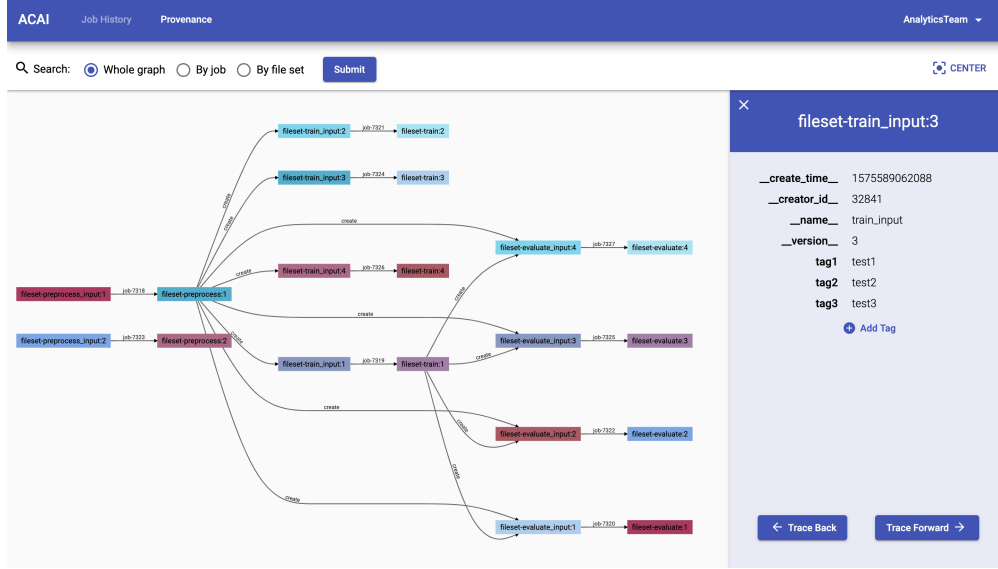 ACAI Job History Provenance AnalyticsTeam
Search: Whole graph By job By file set Submit CENTER
fileset-train_input:2 job-7321 fileset-train:2
fileset-train_input:3 job-7324 fileset-train:3
create
create
create
fileset-evaluate_input:4 job-7327 fileset-evaluate:4
create fileset-train_input:4 job-7326 fileset-train:4
fileset-preprocess_input:1 job-7318 fileset-preprocess:1
create
create
fileset-preprocess_input:2 job-7323 fileset-preprocess:2
create
fileset-evaluate_input:3 job-7325 fileset-evaluate:3
create
fileset-train_input:1 job-7319 fileset-train:1
create
create
fileset-evaluate_input:2 job-7322 fileset-evaluate:2
create
create
fileset-evaluate_input:1 job-7320 fileset-evaluate:1
fileset-train_input:3
__create_time__ 1575589062088
__creator_id__ 32841
__name__ train_input
__version__ 3
tag1 test1
tag2 test2
tag3 test3
Add Tag
Trace Back Trace Forward